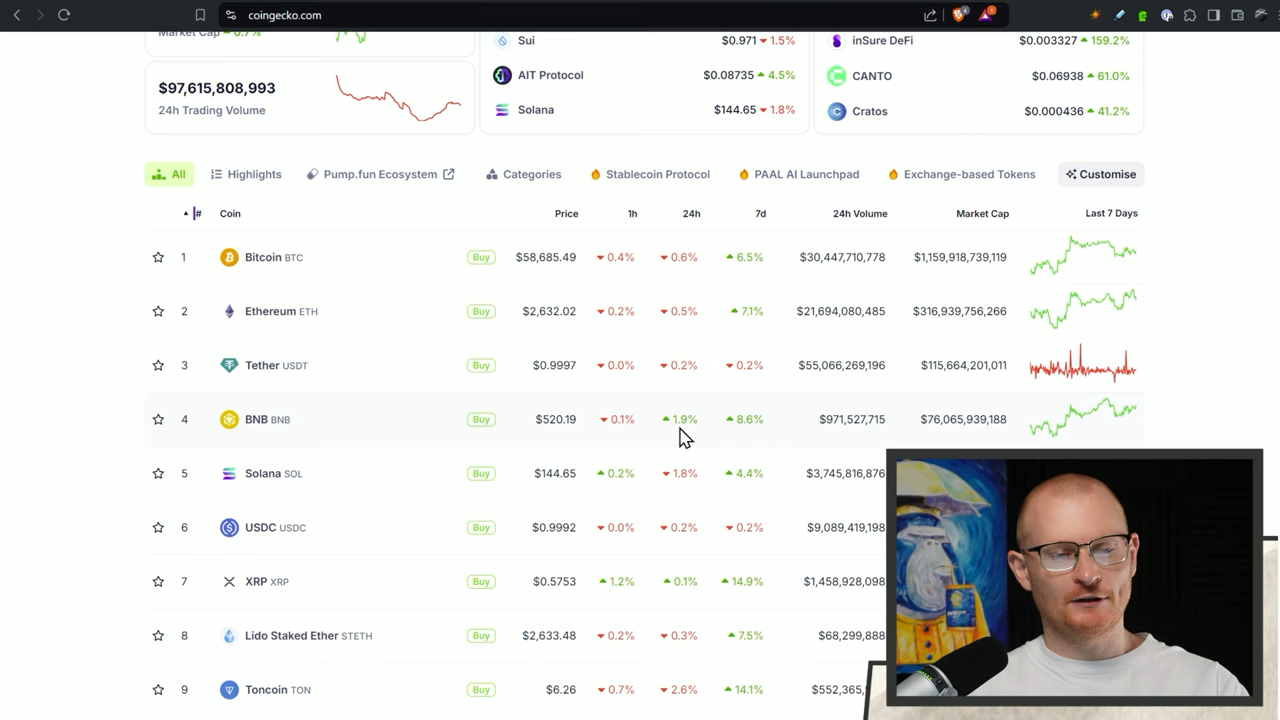 coingecko.com
4
1
Market Cap 0.7%
$97,615,808,993
24h Trading Volume
Sui $0.971 1.5%
AIT Protocol $0.08735 4.5%
Solana $144.65 1.8%
inSure DeFi $0.003327 159.2%
CANTO $0.06938 61.0%
Cratos $0.000436 41.2%
All Highlights Pump.fun Ecosystem Categories Stablecoin Protocol PAAL AI Launchpad Exchange-based Tokens Customise
# Coin Price 1h 24h 7d 24h Volume Market Cap Last 7 Days
1 Bitcoin BTC Buy $58,685.49 0.4% 0.6% 6.5% $30,447,710,778 $1,159,918,739,119
2 Ethereum ETH Buy $2,632.02 0.2% 0.5% 7.1% $21,694,080,485 $316,939,756,266
3 Tether USDT Buy $0.9997 0.0% 0.2% 0.2% $55,066,269,196 $115,664,201,011
4 BNB BNB Buy $520.19 0.1% 1.9% 8.6% $971,527,715 $76,065,939,188
5 Solana SOL Buy $144.65 0.2% 1.8% 4.4% $3,745,816,876
6 USDC USDC Buy $0.9992 0.0% 0.2% 0.2% $9,089,419,198
7 XRP XRP Buy $0.5753 1.2% 0.1% 14.9% $1,458,928,098
8 Lido Staked Ether STETH Buy $2,633.48 0.2% 0.3% 7.5% $68,299,888
9 Toncoin TON Buy $6.26 0.7% 2.6% 14.1% $552,365,